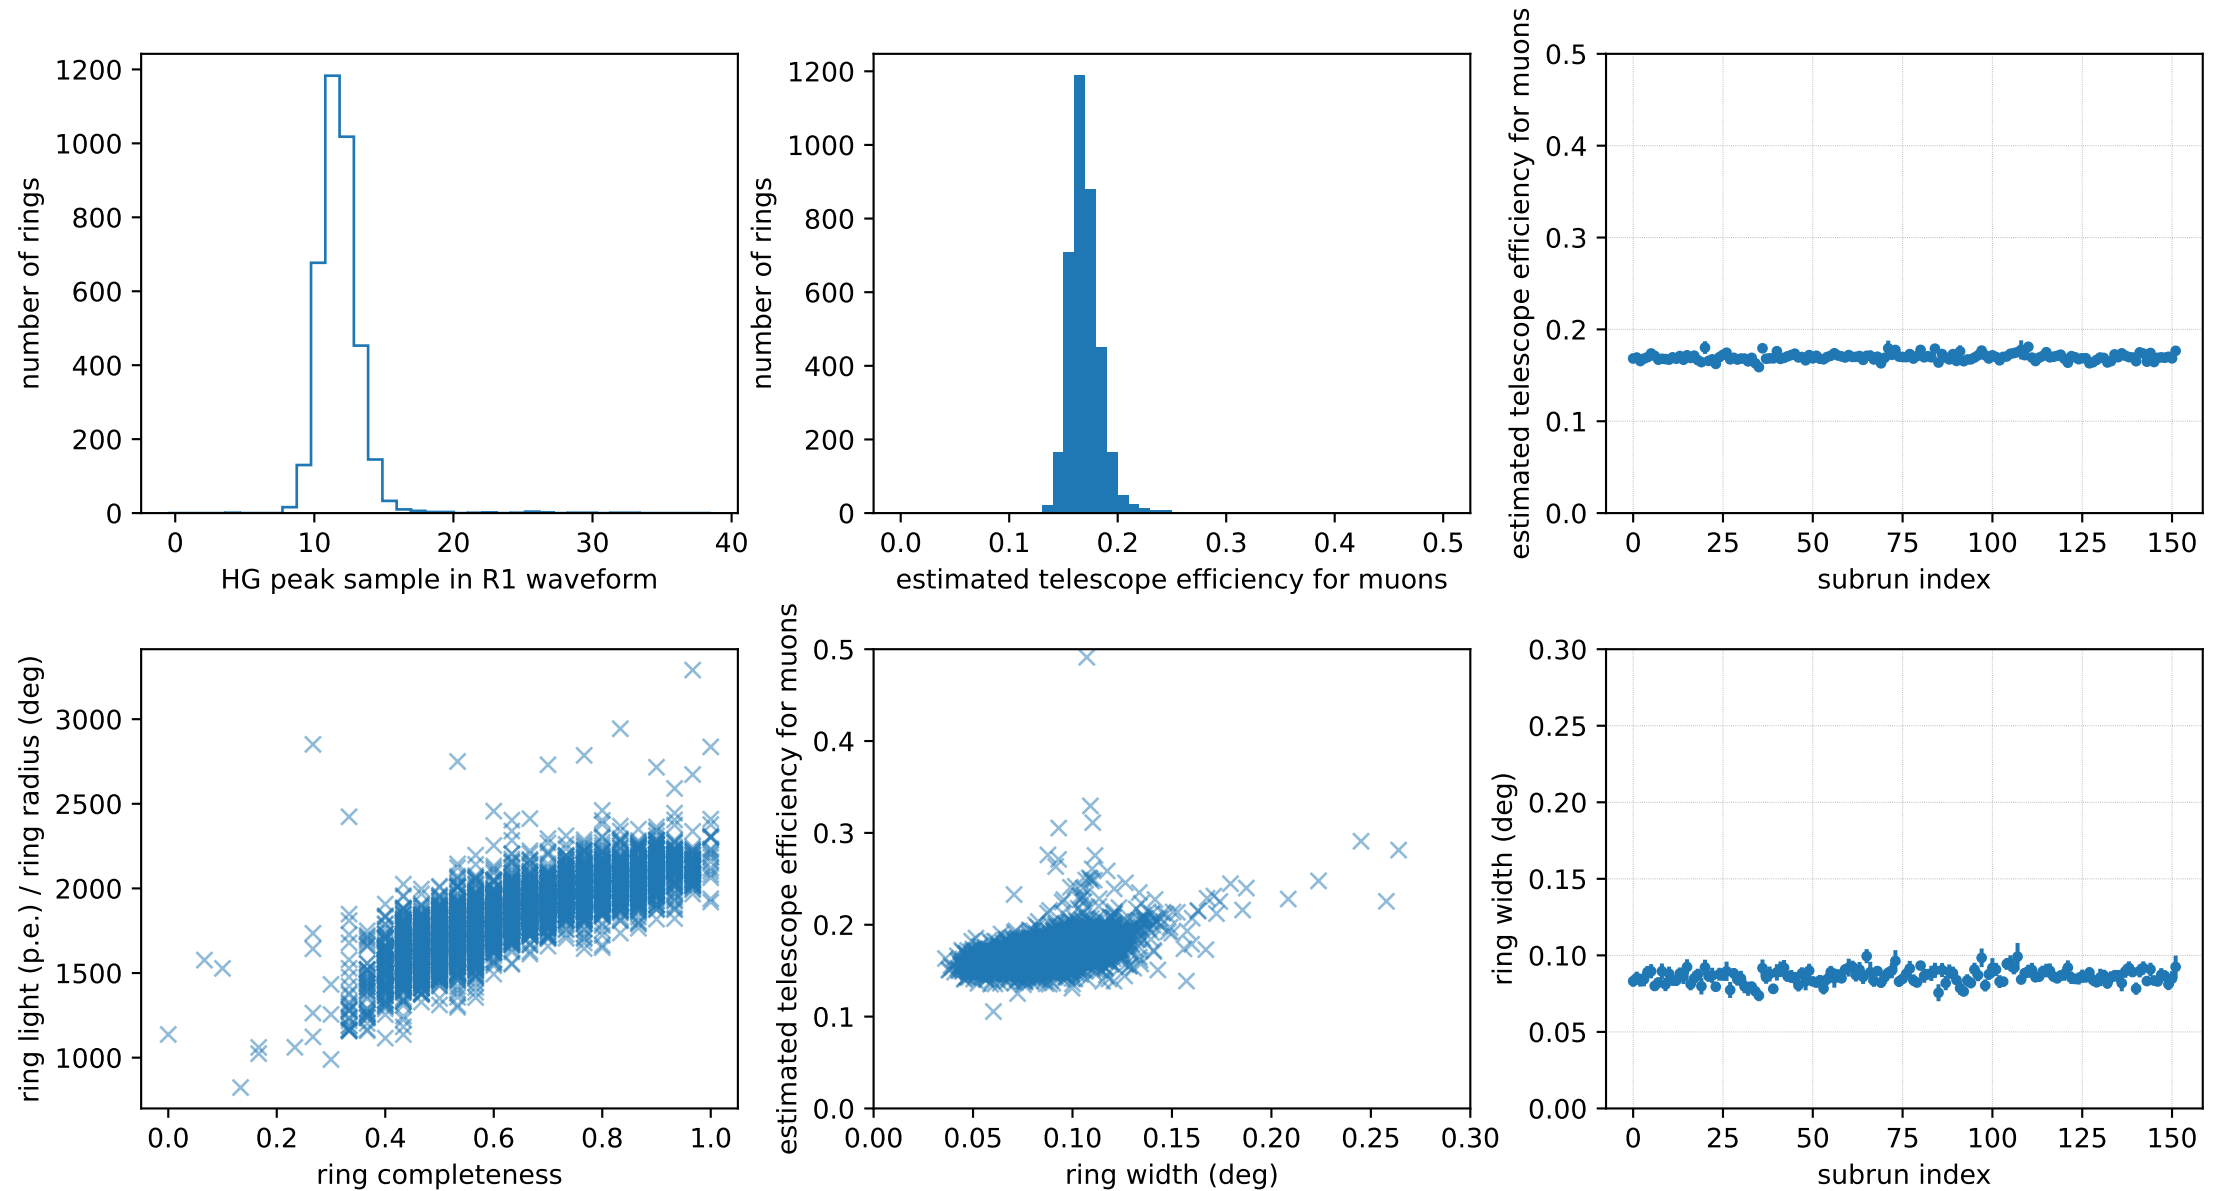 1200
1000
800
600
400
200
0
number of rings
0 10 20 30 40
HG peak sample in R1 waveform
1200
1000
800
600
400
200
0
number of rings
0.0 0.1 0.2 0.3 0.4 0.5
estimated telescope efficiency for muons
0.5
0.4
0.3
0.2
0.1
0.0
estimated telescope efficiency for muons
0 25 50 75 100 125 150
subrun index
3000
2500
2000
1500
1000
ring light (p.e.) / ring radius (deg)
0.0 0.2 0.4 0.6 0.8 1.0
ring completeness
0.5
0.4
0.3
0.2
0.1
0.0
estimated telescope efficiency for muons
0.00 0.05 0.10 0.15 0.20 0.25 0.30
ring width (deg)
0.30
0.25
0.20
0.15
0.10
0.05
0.00
ring width (deg)
0 25 50 75 100 125 150
subrun index